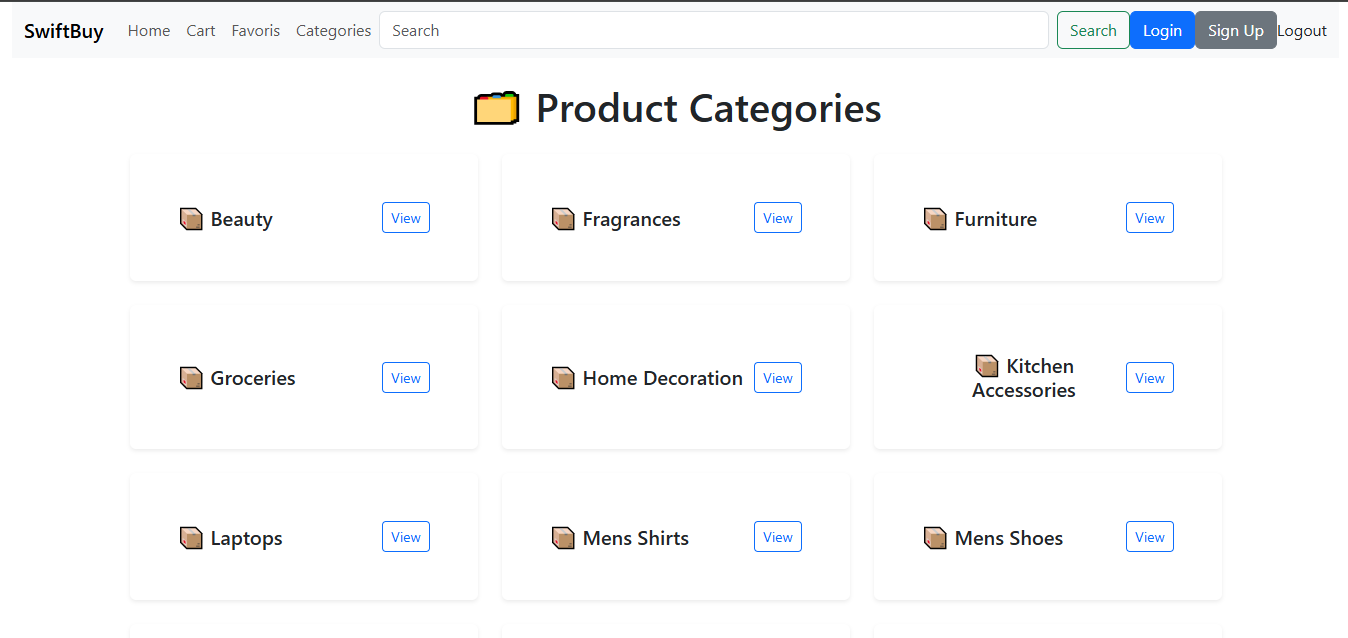 SwiftBuy Home Cart Favoris Categories Search Search Login Sign Up Logout
Product Categories
Beauty View Fragrances View Furniture View
Groceries View Home Decoration View Kitchen Accessories View
Laptops View Mens Shirts View Mens Shoes View